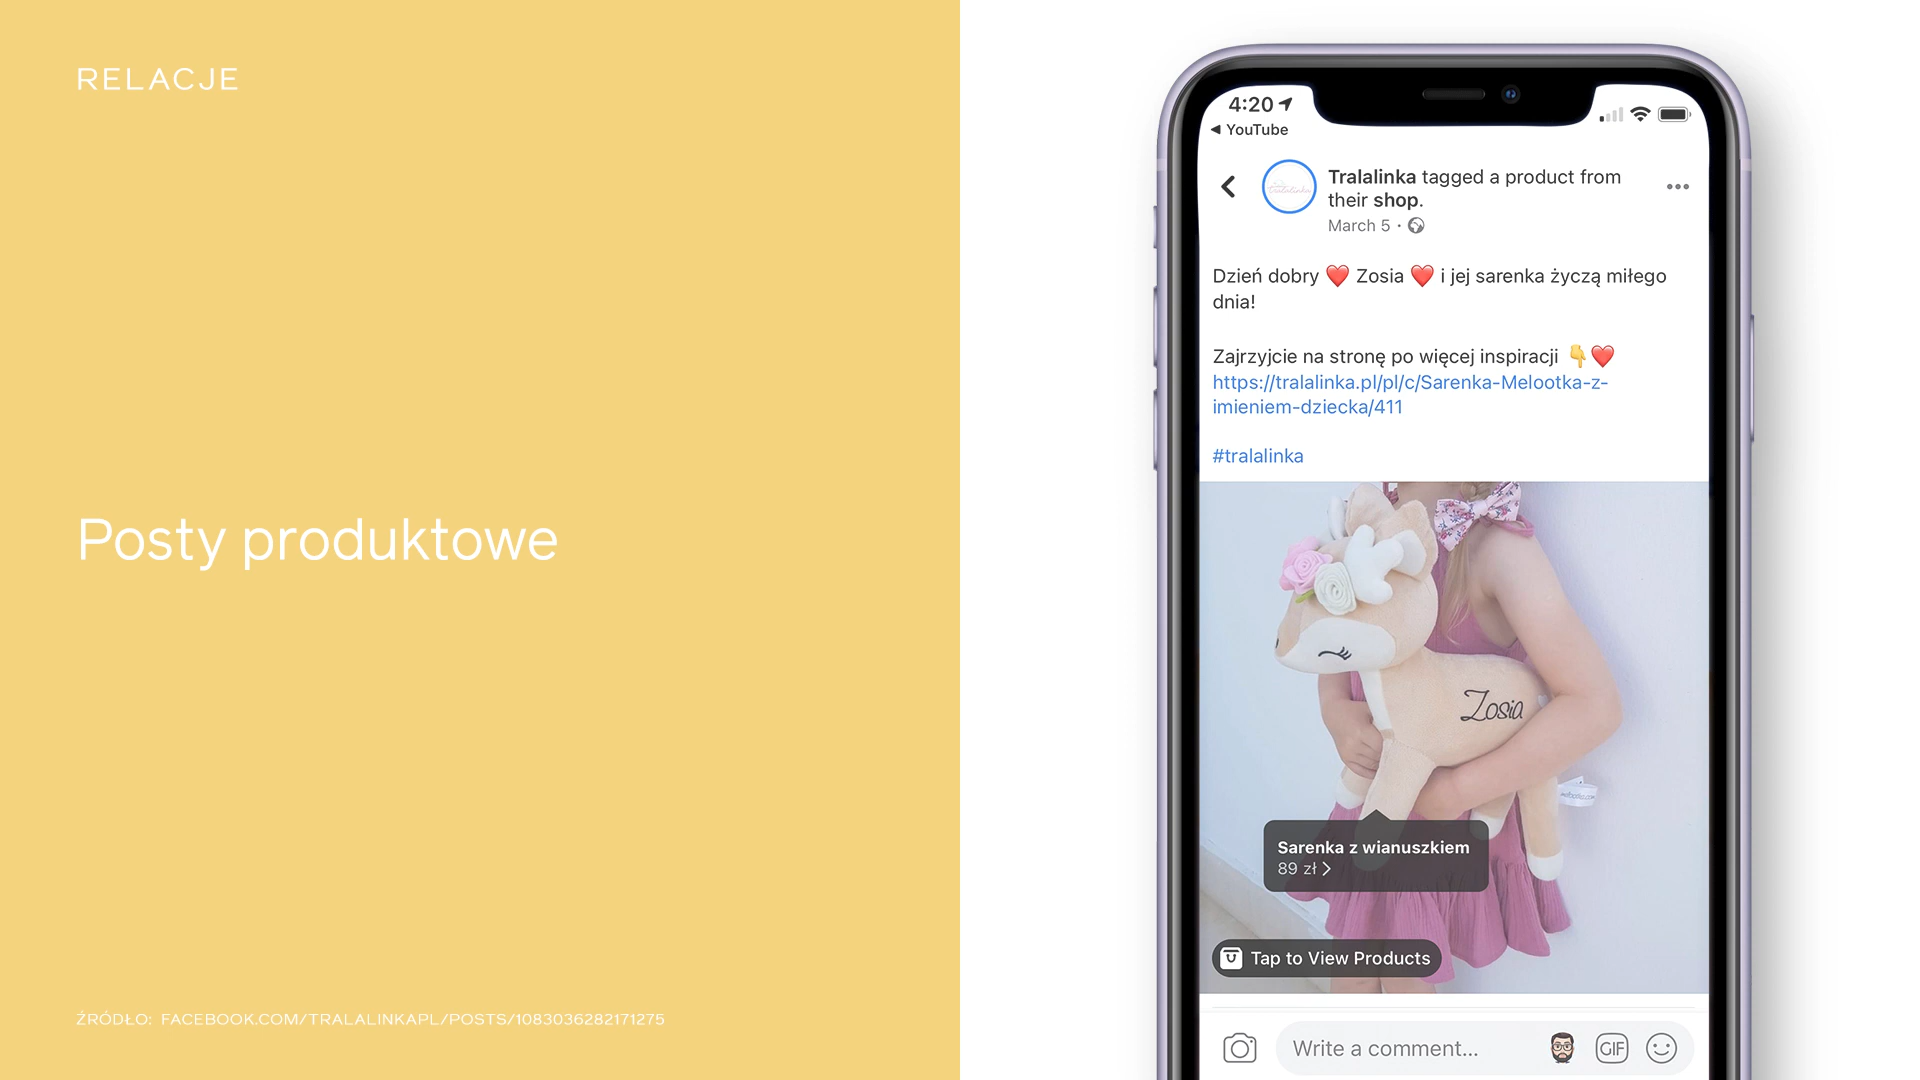 RELACJE
Posty produktowe
ŹRÓDŁO: FACEBOOK.COM/TRALALINKAPL/POSTS/1083036282171275
4:20
◀ YouTube
Tralalinka tagged a product from
their shop.
March 5 ·
Dzień dobry ❤️ Zosia ❤️ i jej sarenka życzą miłego
dnia!
Zajrzyjcie na stronę po więcej inspiracji 👇❤️
https://tralalinka.pl/pl/c/Sarenka-Melootka-z-
imieniem-dziecka/411
#tralalinka
Zosia
Sarenka z wianuszkiem
89 zł >
Tap to View Products
Write a comment...
GIF